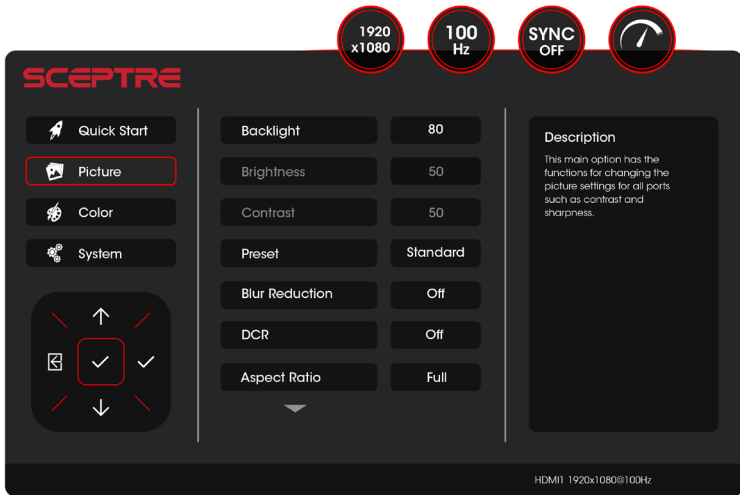 1920
x1080
100
Hz
SYNC
OFF
SCEPTRE
Quick Start
Picture
Color
System
Backlight 80
Brightness 50
Contrast 50
Preset Standard
Blur Reduction Off
DCR Off
Aspect Ratio Full
Description
This main option has the
functions for changing the
picture settings for all ports
such as contrast and
sharpness.
HDMI1 1920x1080@100Hz